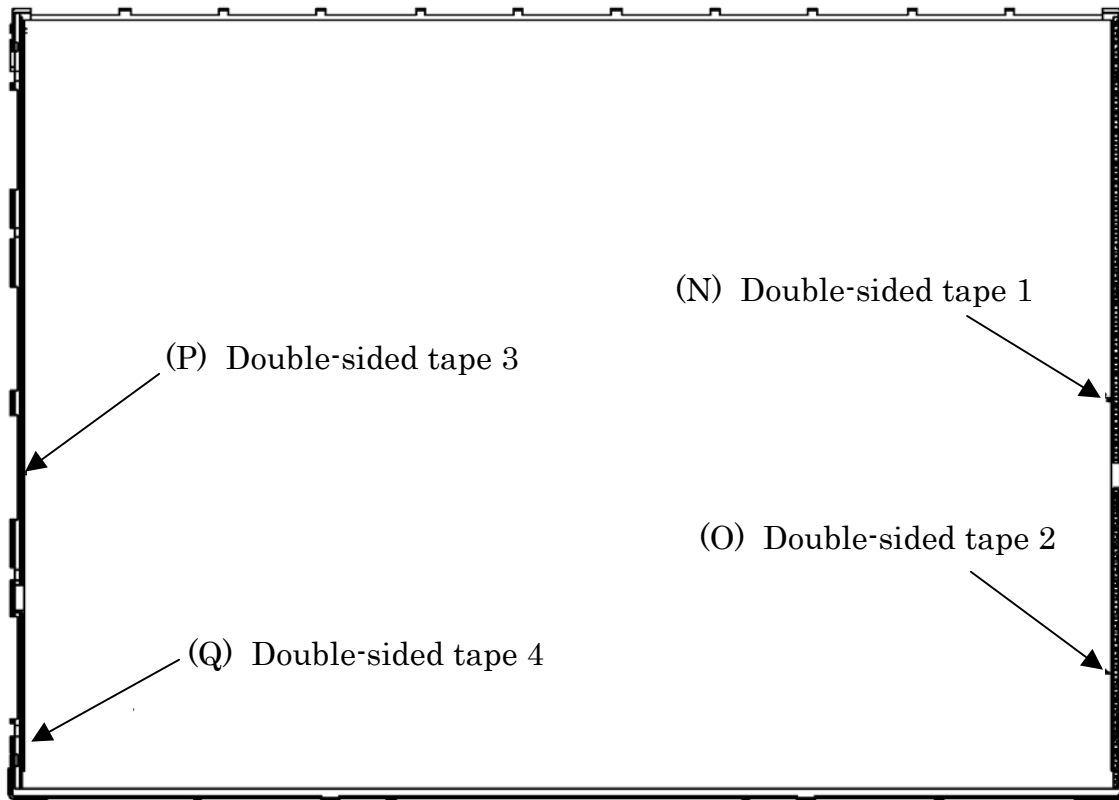 (N) Double-sided tape 1
(P) Double-sided tape 3
(O) Double-sided tape 2
(Q) Double-sided tape 4